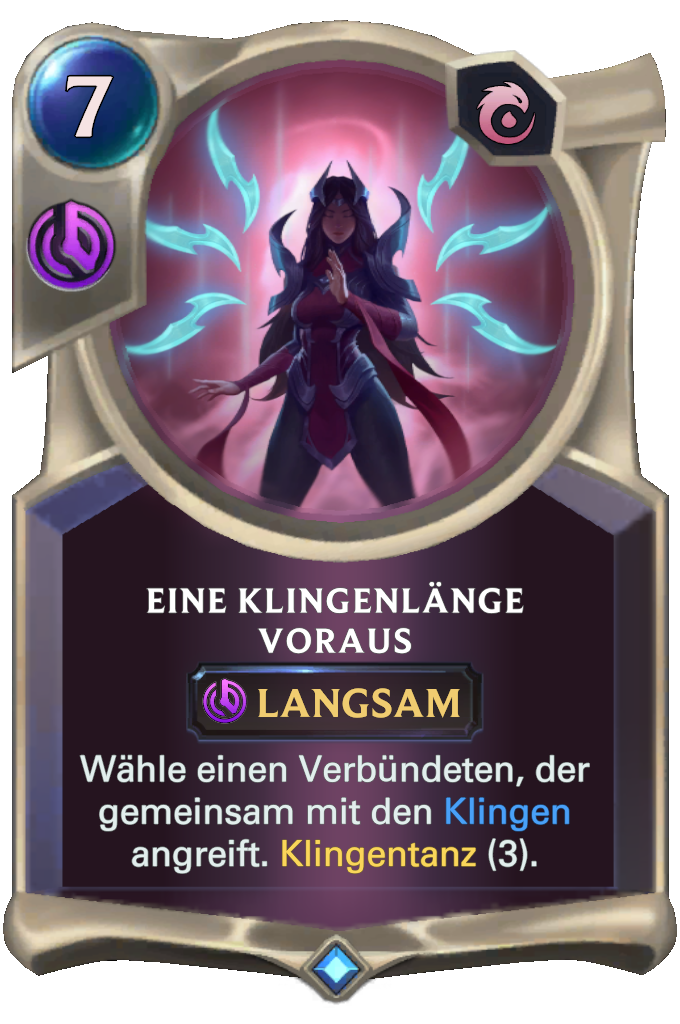 7
EINE KLINGENLÄNGE
VORAUS
LANGSAM
Wähle einen Verbündeten, der
gemeinsam mit den Klingen
angreift. Klingentanz (3).